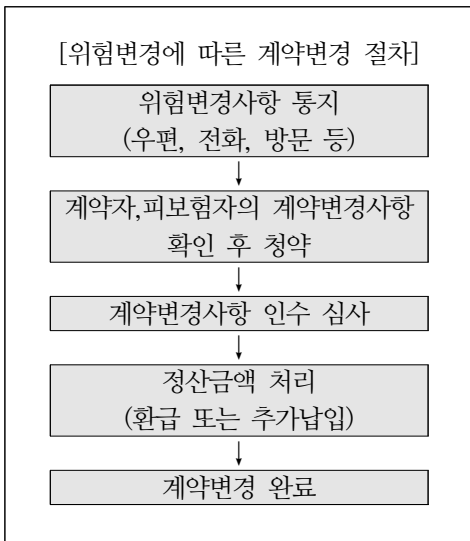 [위험변경에 따른 계약변경 절차]
위험변경사항 통지
(우편, 전화, 방문 등)
계약자,피보험자의 계약변경사항
확인 후 청약
계약변경사항 인수 심사
정산금액 처리
(환급 또는 추가납입)
계약변경 완료